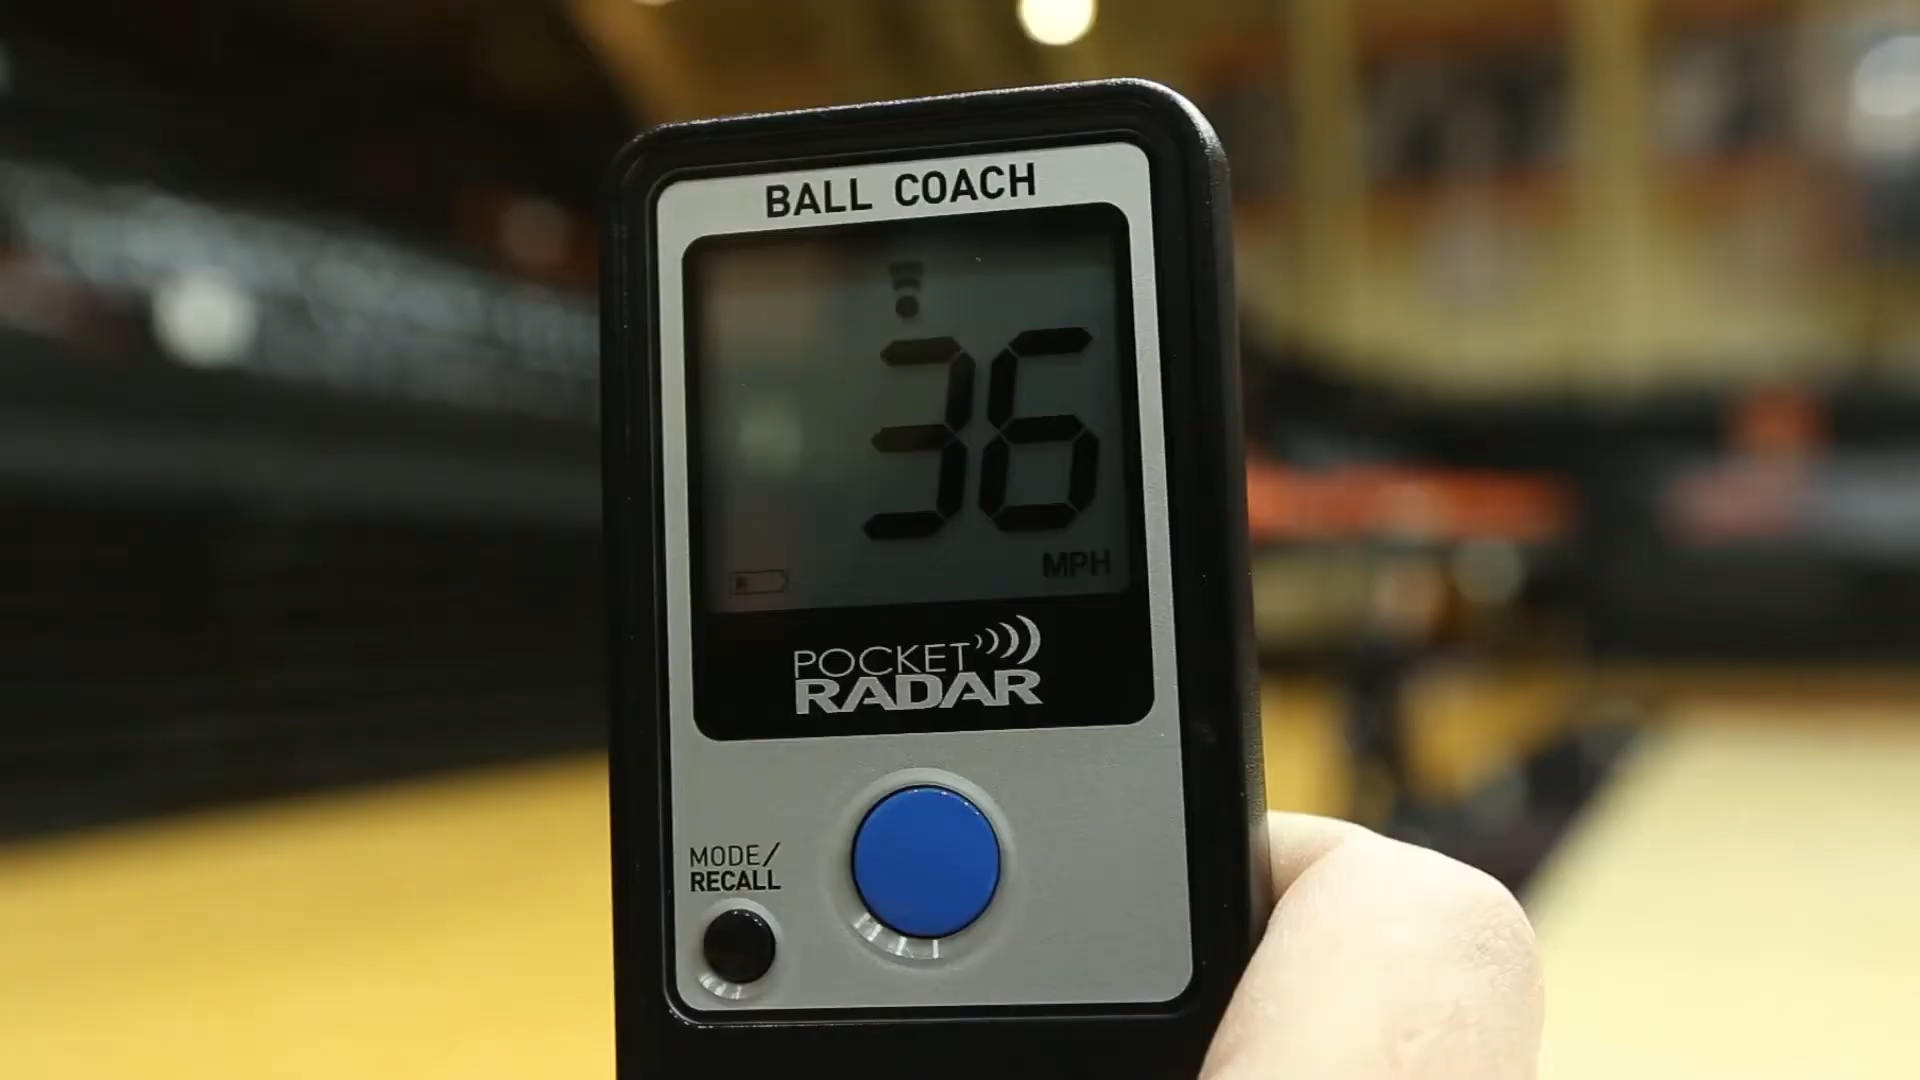 BALL COACH
36
MPH
POCKET
RADAR
MODE/
RECALL